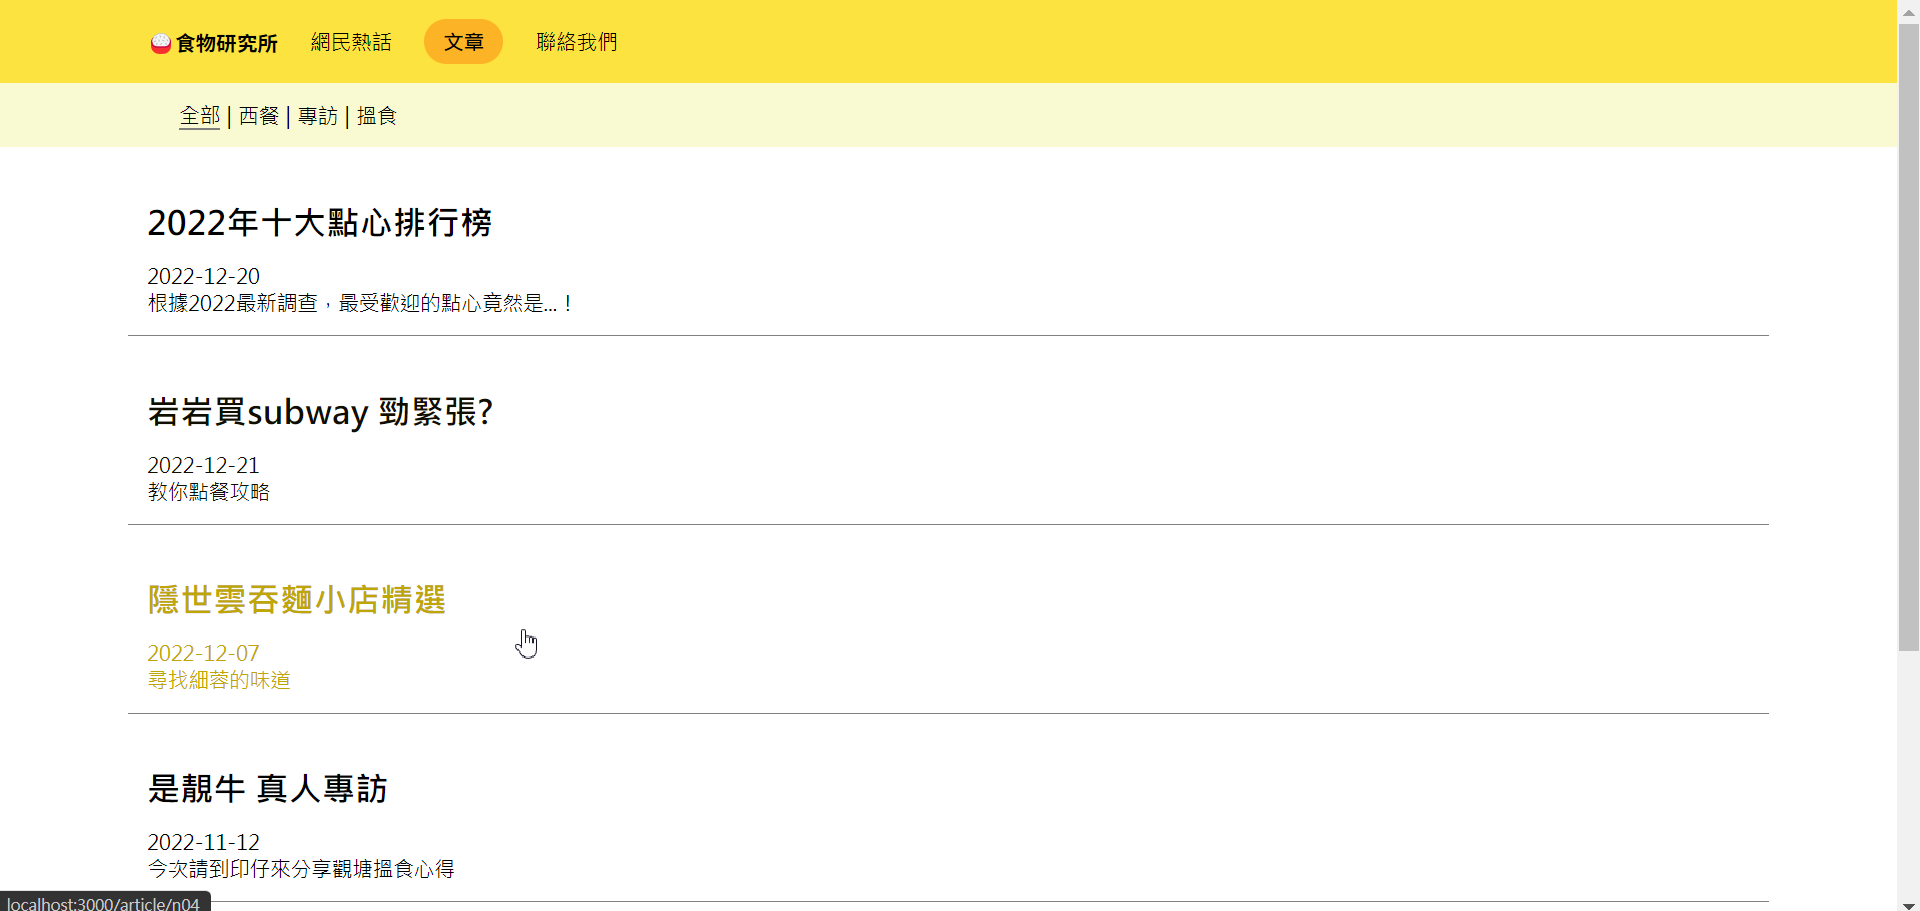 食物研究所 網民熱話 文章 聯絡我們
全部 | 西餐 | 專訪 | 搵食
2022年十大點心排行榜
2022-12-20
根據2022最新調查，最受歡迎的點心竟然是...！
岩岩買subway 勁緊張?
2022-12-21
教你點餐攻略
隱世雲吞麵小店精選
2022-12-07
尋找細蓉的味道
是靚牛 真人專訪
2022-11-12
今次請到印仔來分享觀塘搵食心得
localhost:3000/article/n04